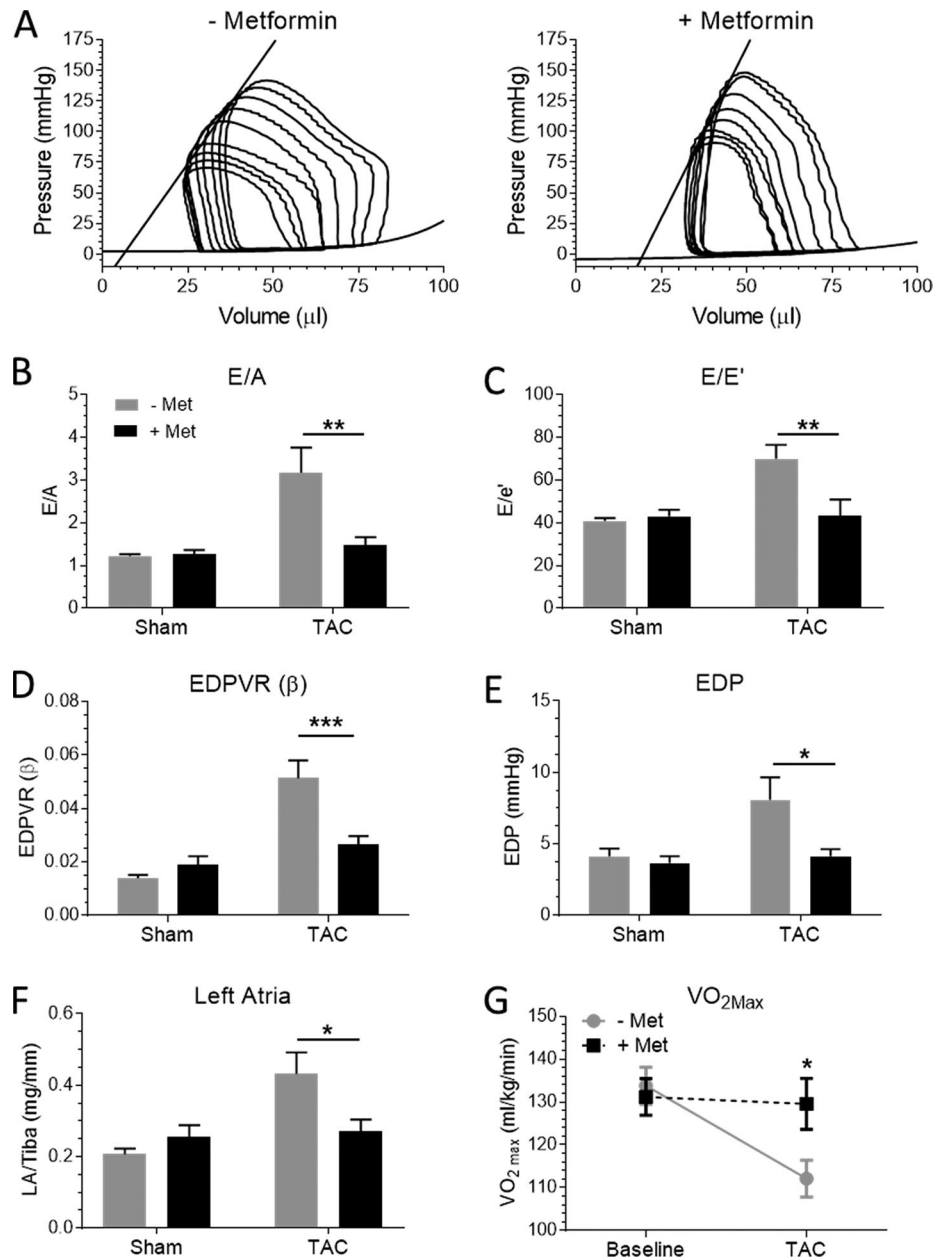 A
- Metformin
+ Metformin
Pressure (mmHg)
175
150
125
100
75
50
25
0
0 25 50 75 100
Volume (μl)
Pressure (mmHg)
175
150
125
100
75
50
25
0
0 25 50 75 100
Volume (μl)
B
E/A
- Met
+ Met
E/A
5
4
3
2
1
0
Sham TAC
**
C
E/E'
E/e'
100
80
60
40
20
0
Sham TAC
**
D
EDPVR (β)
EDPVR (β)
0.08
0.06
0.04
0.02
0.00
Sham TAC
***
E
EDP
EDP (mmHg)
15
10
5
0
Sham TAC
*
F
Left Atria
LA/Tiba (mg/mm)
0.6
0.4
0.2
0.0
Sham TAC
*
G
VO2Max
- Met
+ Met
VO2 max (ml/kg/min)
150
140
130
120
110
100
Baseline TAC
*